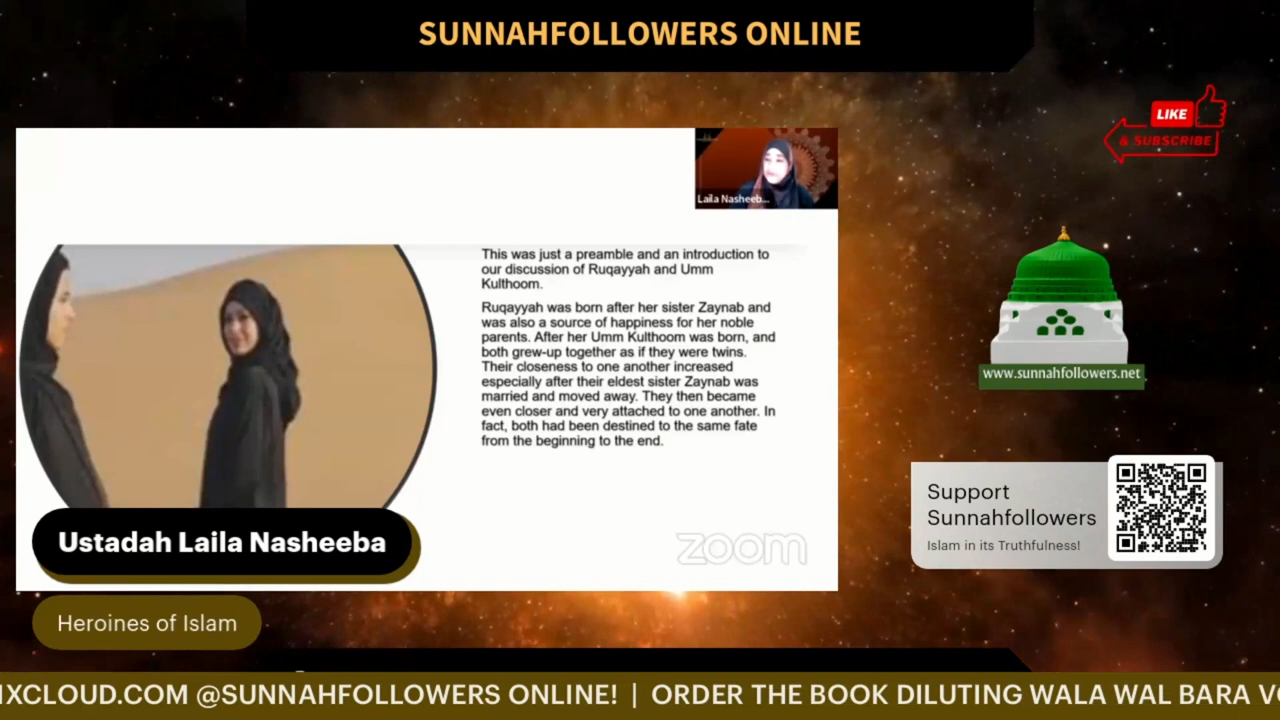 SUNNAHFOLLOWERS ONLINE
LIKE
& SUBSCRIBE
Laila Nasheeb...
This was just a preamble and an introduction to
our discussion of Ruqayyah and Umm
Kulthoom.
Ruqayyah was born after her sister Zaynab and
was also a source of happiness for her noble
parents. After her Umm Kulthoom was born, and
both grew-up together as if they were twins.
Their closeness to one another increased
especially after their eldest sister Zaynab was
married and moved away. They then became
even closer and very attached to one another. In
fact, both had been destined to the same fate
from the beginning to the end.
zoom
www.sunnahfollowers.net
Support
Sunnahfollowers
Islam in its Truthfulness!
Ustadah Laila Nasheeba
Heroines of Islam
IXCLOUD.COM @SUNNAHFOLLOWERS ONLINE! | ORDER THE BOOK DILUTING WALA WAL BARA V